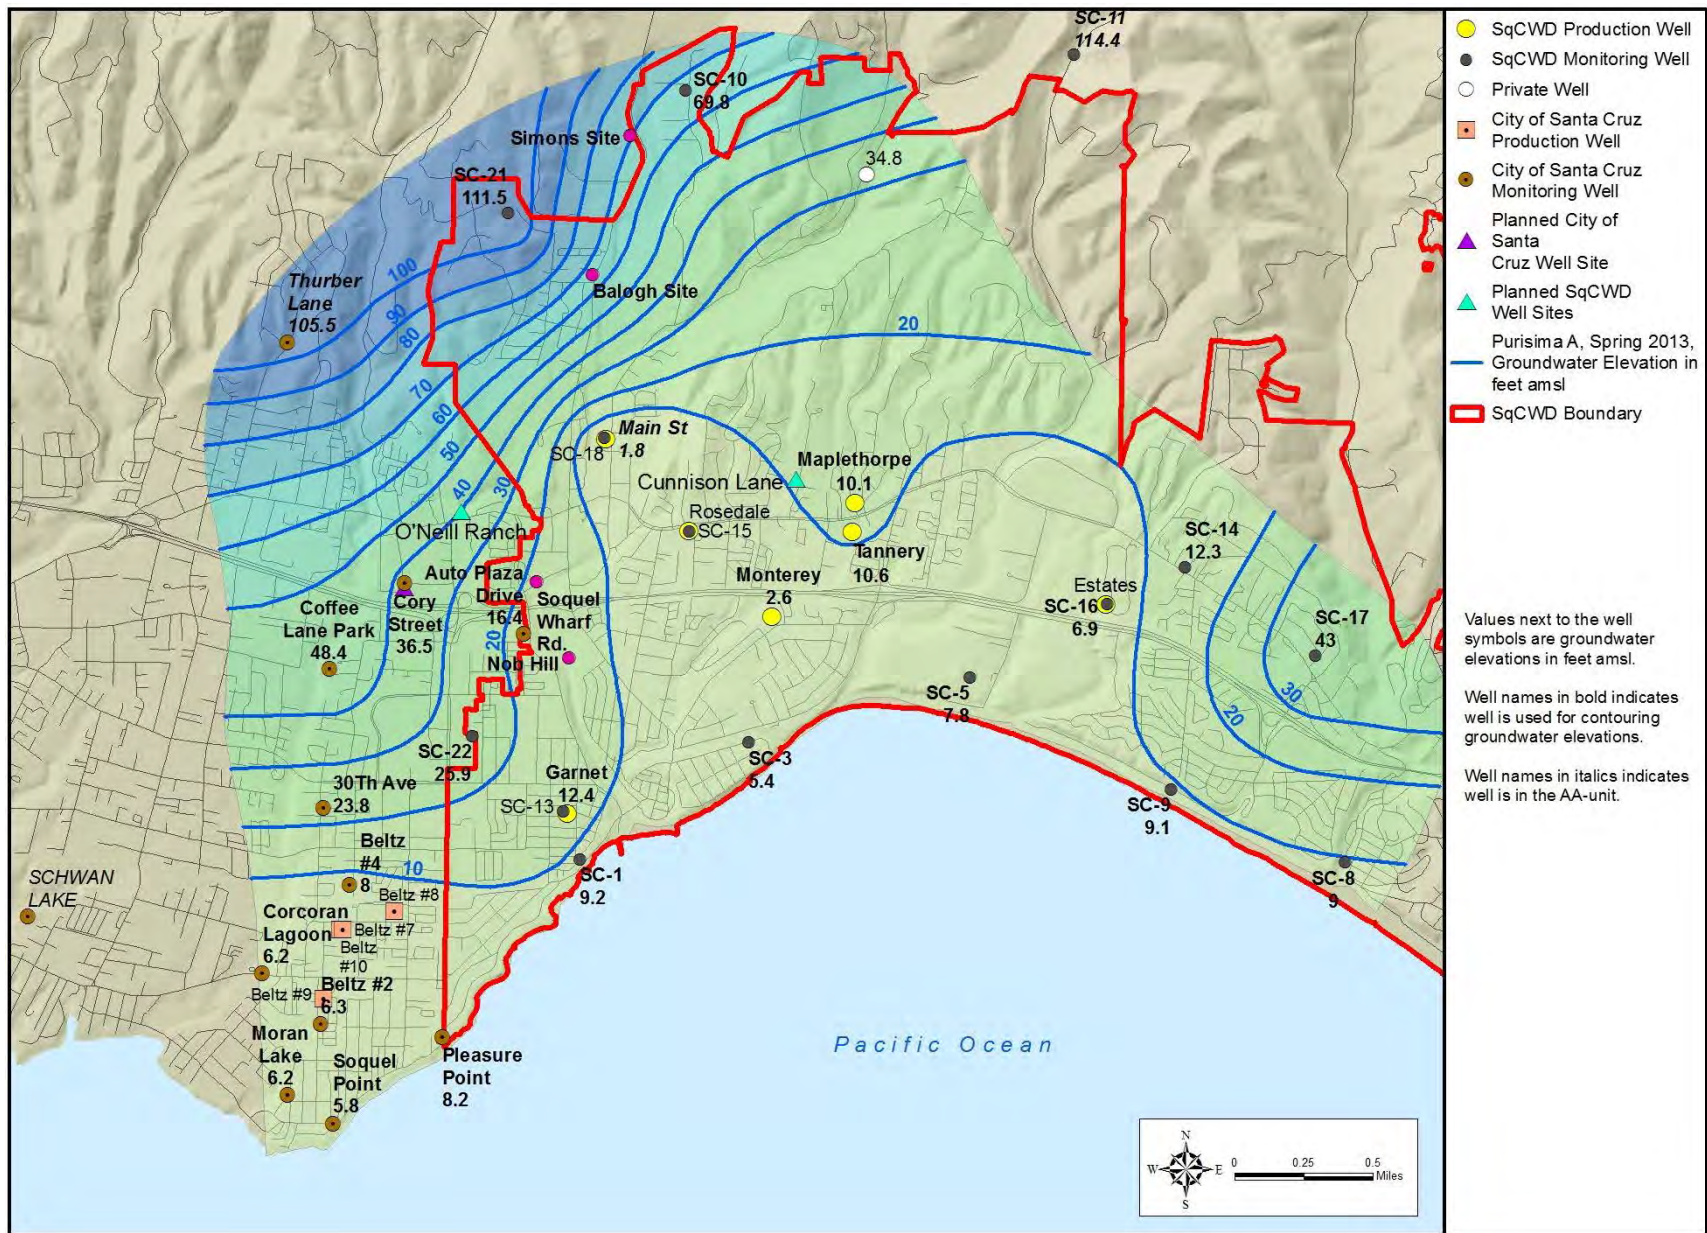 SC-11
114.4
SC-10
69.8
Simons Site
34.8
SC-21
111.5
100
Thurber
Lane
105.5
Balogh Site
90
80
20
70
60
Main St
1.8
SC-18
50
Maplethorpe
10.1
Cunnison Lane
40
30
Rosedale
SC-15
O'Neill Ranch
SC-14
12.3
Tannery
10.6
Auto Plaza
Drive
16.4
Monterey
2.6
Estates
SC-16
6.9
Coffee
Lane Park
48.4
Cory
Street
36.5
Soquel
Wharf
Rd.
SC-17
43
20
Nob Hill
30
20
SC-5
7.8
SC-22
25.9
SC-3
5.4
30Th Ave
23.8
Garnet
12.4
SC-13
SC-9
9.1
Beltz
#4
8
10
SC-1
9.2
SC-8
9
SCHWAN
LAKE
Beltz #8
Corcoran
Lagoon
6.2
Beltz #7
Beltz
#10
Beltz #9
Beltz #2
6.3
Moran
Lake
6.2
Soquel
Point
5.8
Pleasure
Point
8.2
Pacific Ocean
N
W
E
S
0
0.25
0.5
Miles
SqCWD Production Well
SqCWD Monitoring Well
Private Well
City of Santa Cruz
Production Well
City of Santa Cruz
Monitoring Well
Planned City of
Santa
Cruz Well Site
Planned SqCWD
Well Sites
Purisima A, Spring 2013,
Groundwater Elevation in
feet amsl
SqCWD Boundary
Values next to the well
symbols are groundwater
elevations in feet amsl.
Well names in bold indicates
well is used for contouring
groundwater elevations.
Well names in italics indicates
well is in the AA-unit.